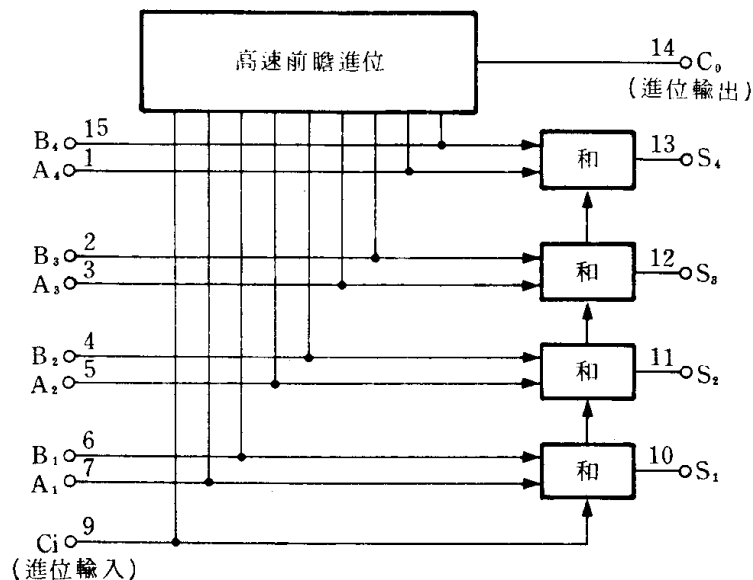 高速前瞻進位
14 C₀
(進位輸出)
B₄ 15
A₄ 1
和 13 S₄
B₃ 2
A₃ 3
和 12 S₃
B₂ 4
A₂ 5
和 11 S₂
B₁ 6
A₁ 7
和 10 S₁
Ci 9
(進位輸入)